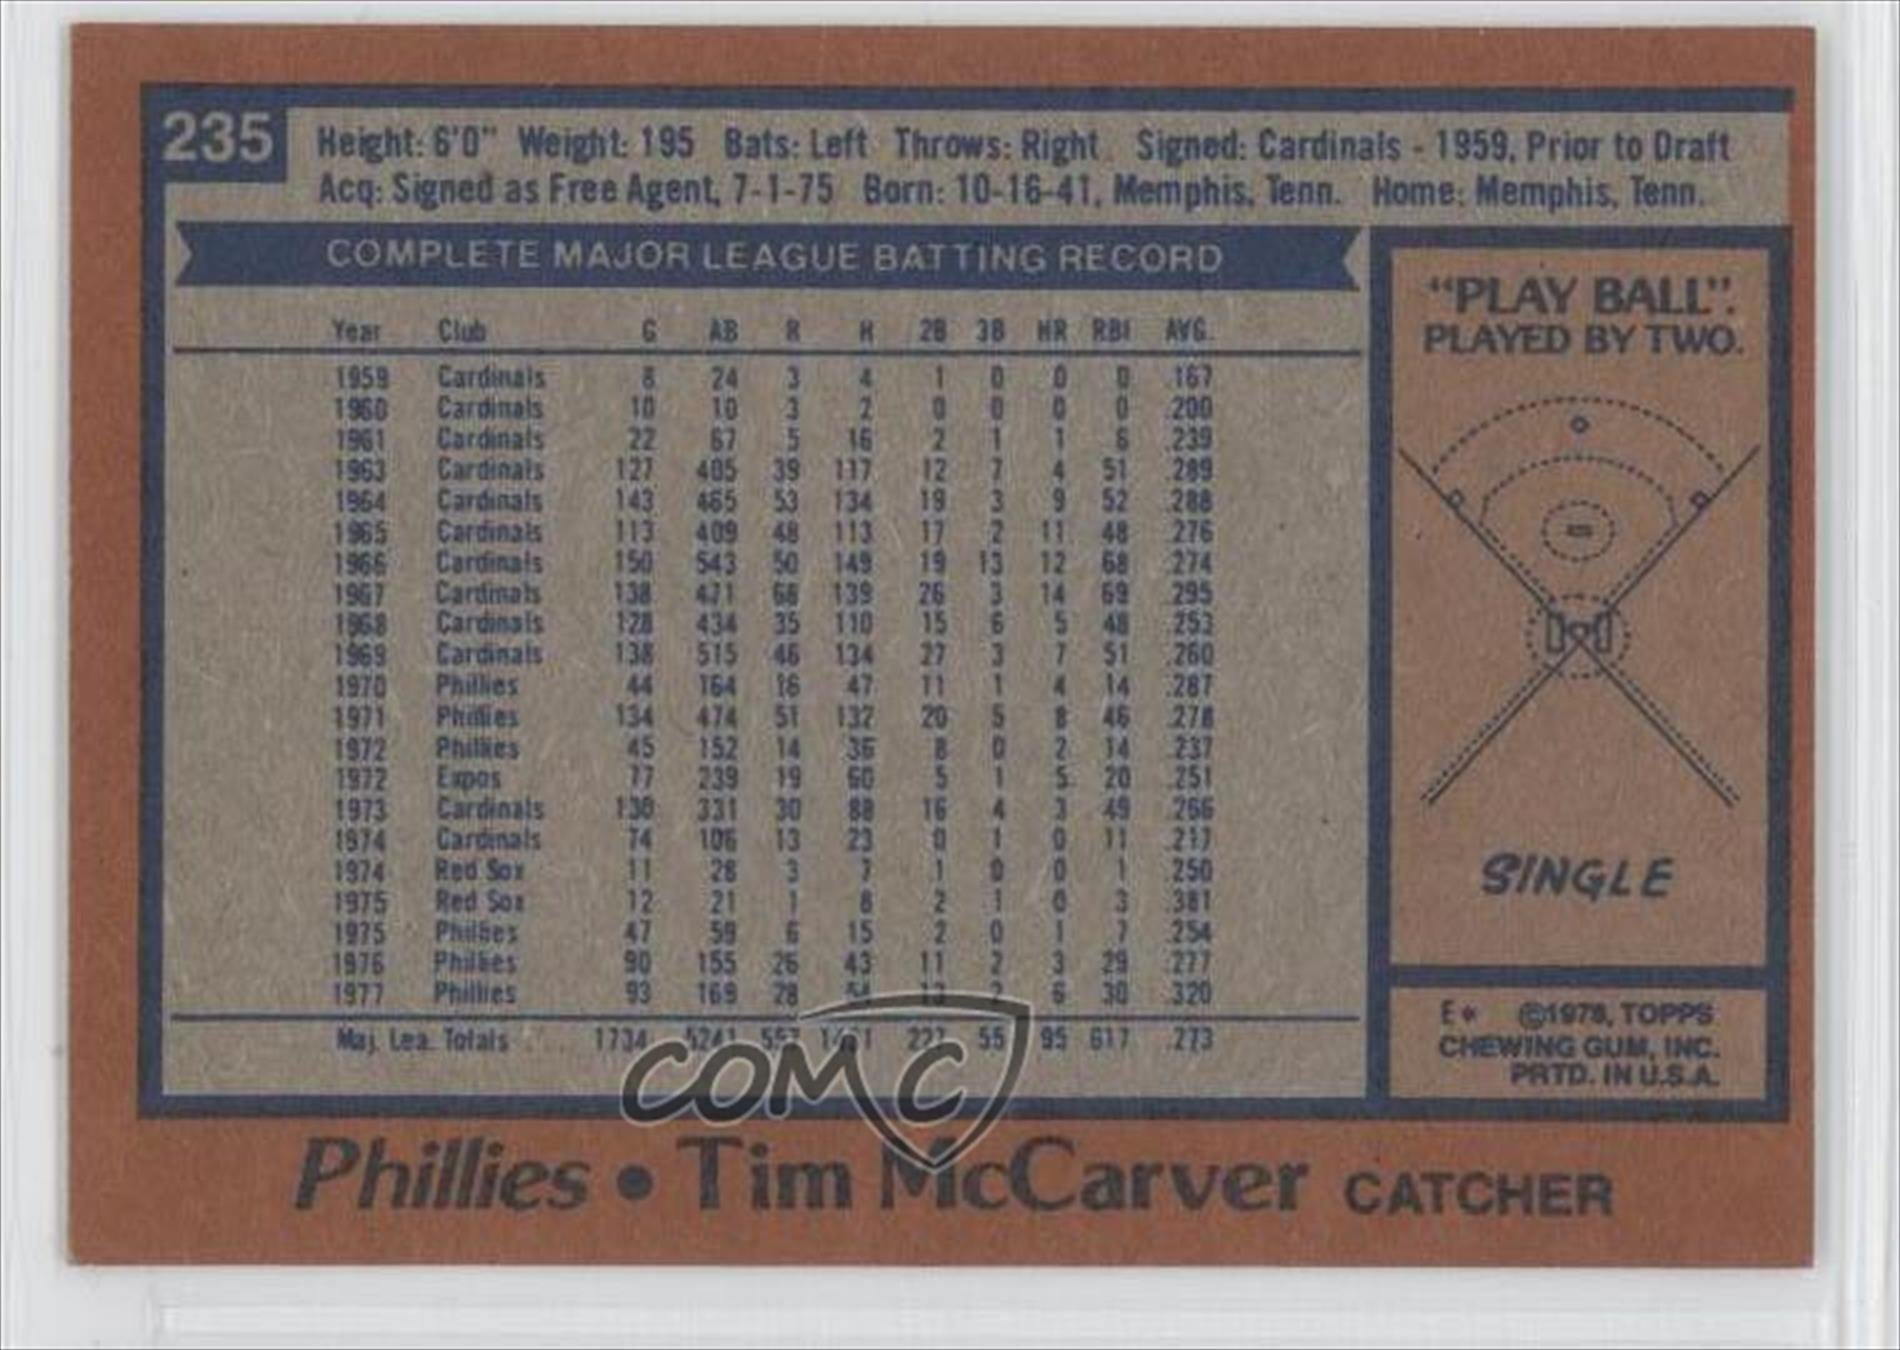 235
Height: 6'0" Weight: 195 Bats: Left Throws: Right Signed: Cardinals - 1959, Prior to Draft
Acq: Signed as Free Agent, 7-1-75 Born: 10-16-41, Memphis, Tenn. Home: Memphis, Tenn.
COMPLETE MAJOR LEAGUE BATTING RECORD
Year Club G AB R H 2B 3B HR RBI AVG.
1959 Cardinals 8 24 3 4 1 0 0 0 .167
1960 Cardinals 10 10 3 2 0 0 0 0 .200
1961 Cardinals 22 67 5 16 2 1 1 6 .239
1963 Cardinals 127 405 39 117 12 7 4 51 .289
1964 Cardinals 143 465 53 134 19 3 9 52 .288
1965 Cardinals 113 409 48 113 17 2 11 48 .276
1966 Cardinals 150 543 50 149 19 13 12 68 .274
1967 Cardinals 138 471 68 139 26 3 14 69 .295
1968 Cardinals 128 434 35 110 15 6 5 48 .253
1969 Cardinals 138 515 46 134 27 3 7 51 .260
1970 Phillies 44 164 16 47 11 1 4 14 .287
1971 Phillies 134 474 51 132 20 5 8 46 .278
1972 Phillies 45 152 14 36 8 0 2 14 .237
1972 Expos 77 239 19 60 5 1 5 20 .251
1973 Cardinals 130 331 30 88 16 4 3 49 .266
1974 Cardinals 74 106 13 23 0 1 0 11 .217
1974 Red Sox 11 28 3 7 1 0 0 1 .250
1975 Red Sox 12 21 1 8 2 1 0 3 .381
1975 Phillies 47 59 6 15 2 0 1 7 .254
1976 Phillies 90 155 26 43 11 2 3 29 .277
1977 Phillies 93 169 28 54 13 2 6 30 .320
Maj. Lea. Totals 1734 5241 557 1431 227 55 95 617 .273
"PLAY BALL".
PLAYED BY TWO.
SINGLE
E* ©1978, TOPPS
CHEWING GUM, INC.
PRTD. IN U.S.A.
COMC
Phillies • Tim McCarver CATCHER